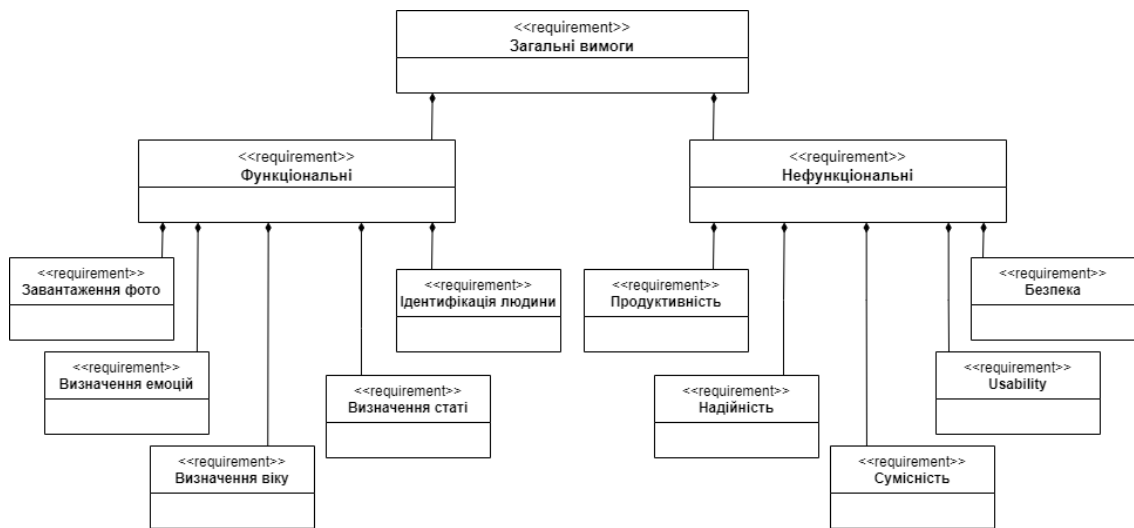 <<requirement>>
Загальні вимоги
<<requirement>>
Функціональні
<<requirement>>
Нефункціональні
<<requirement>>
Завантаження фото
<<requirement>>
Ідентифікація людини
<<requirement>>
Продуктивність
<<requirement>>
Безпека
<<requirement>>
Визначення емоцій
<<requirement>>
Визначення статі
<<requirement>>
Надійність
<<requirement>>
Usability
<<requirement>>
Визначення віку
<<requirement>>
Сумісність